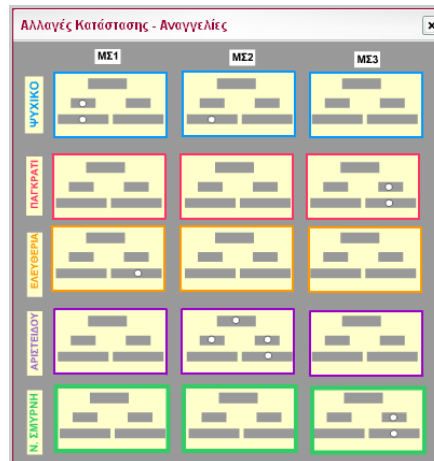 Αλλαγές Κατάστασης - Αναγγελίες
ΜΣ1 ΜΣ2 ΜΣ3
ΨΥΧΙΚΟ
ΠΑΓΚΡΑΤΙ
ΕΛΕΥΘΕΡΙΑ
ΑΡΙΣΤΕΙΔΟΥ
Ν. ΣΜΥΡΝΗ